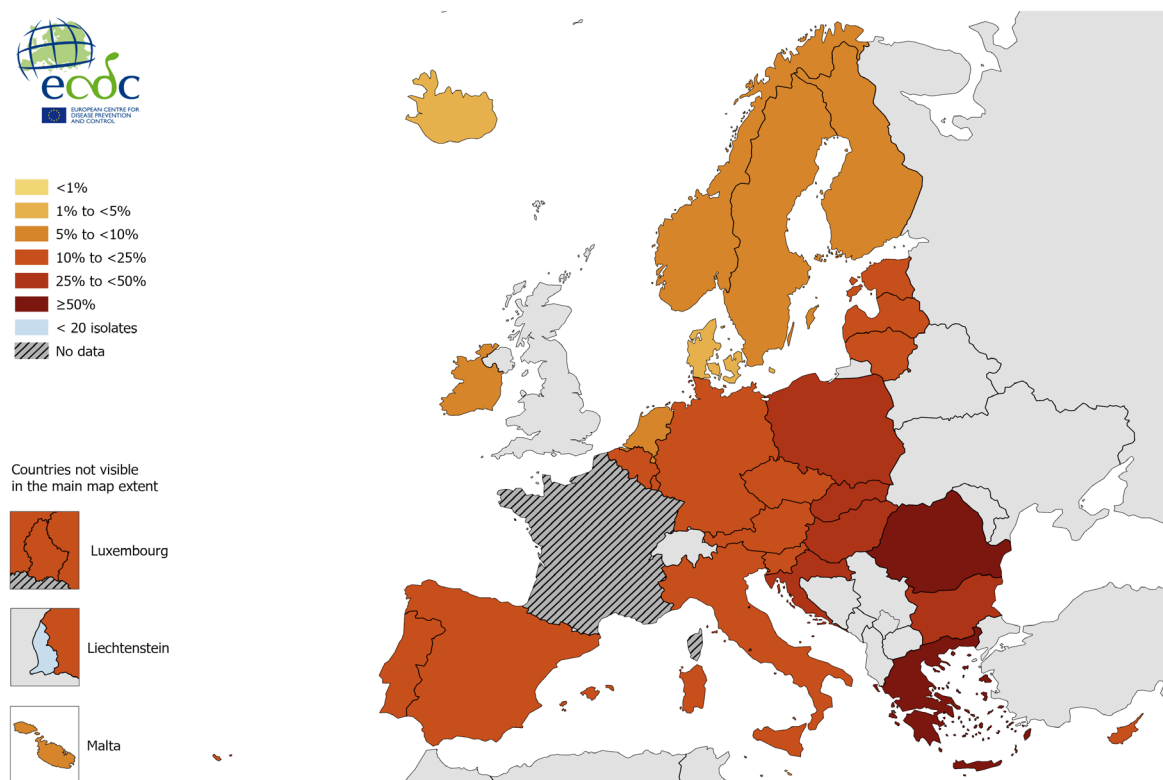 ecdc
EUROPEAN CENTRE FOR
DISEASE PREVENTION
AND CONTROL
<1%
1% to <5%
5% to <10%
10% to <25%
25% to <50%
≥50%
< 20 isolates
No data
Countries not visible
in the main map extent
Luxembourg
Liechtenstein
Malta